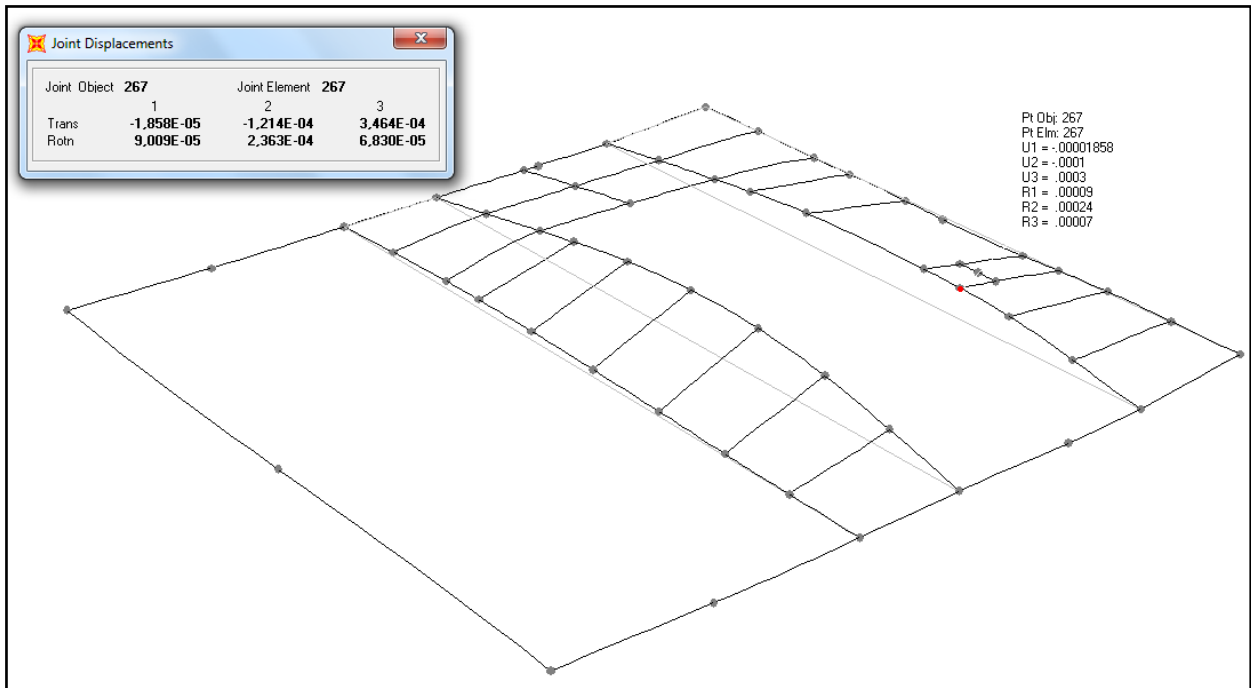 Joint Displacements
Joint Object 267 Joint Element 267
1 2 3
Trans -1,858E-05 -1,214E-04 3,464E-04
Rotn 9,009E-05 2,363E-04 6,830E-05
Pt Obj: 267
Pt Elm: 267
U1 = -.00001858
U2 = -.0001
U3 = .0003
R1 = .00009
R2 = .00024
R3 = .00007